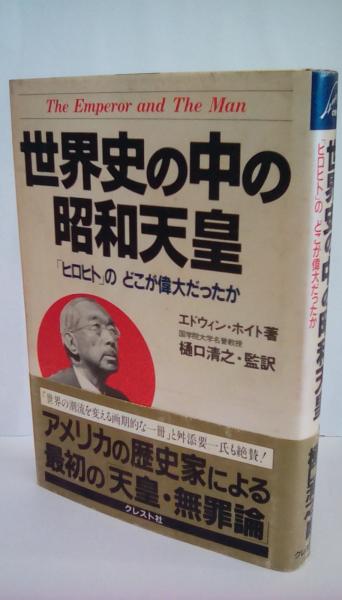 The Emperor and The Man
世界史の中の
昭和天皇
「ヒロヒト」の どこが偉大だったか
エドウィン・ホイト著
国学院大学名誉教授
樋口清之・監訳
「世界の潮流を変える画期的な一冊」と舛添要一氏も絶賛!
アメリカの歴史家による
最初の「天皇・無罪論」
クレスト社
世界史の中の昭和天皇
「ヒロヒト」の どこが偉大だったか
クレスト社